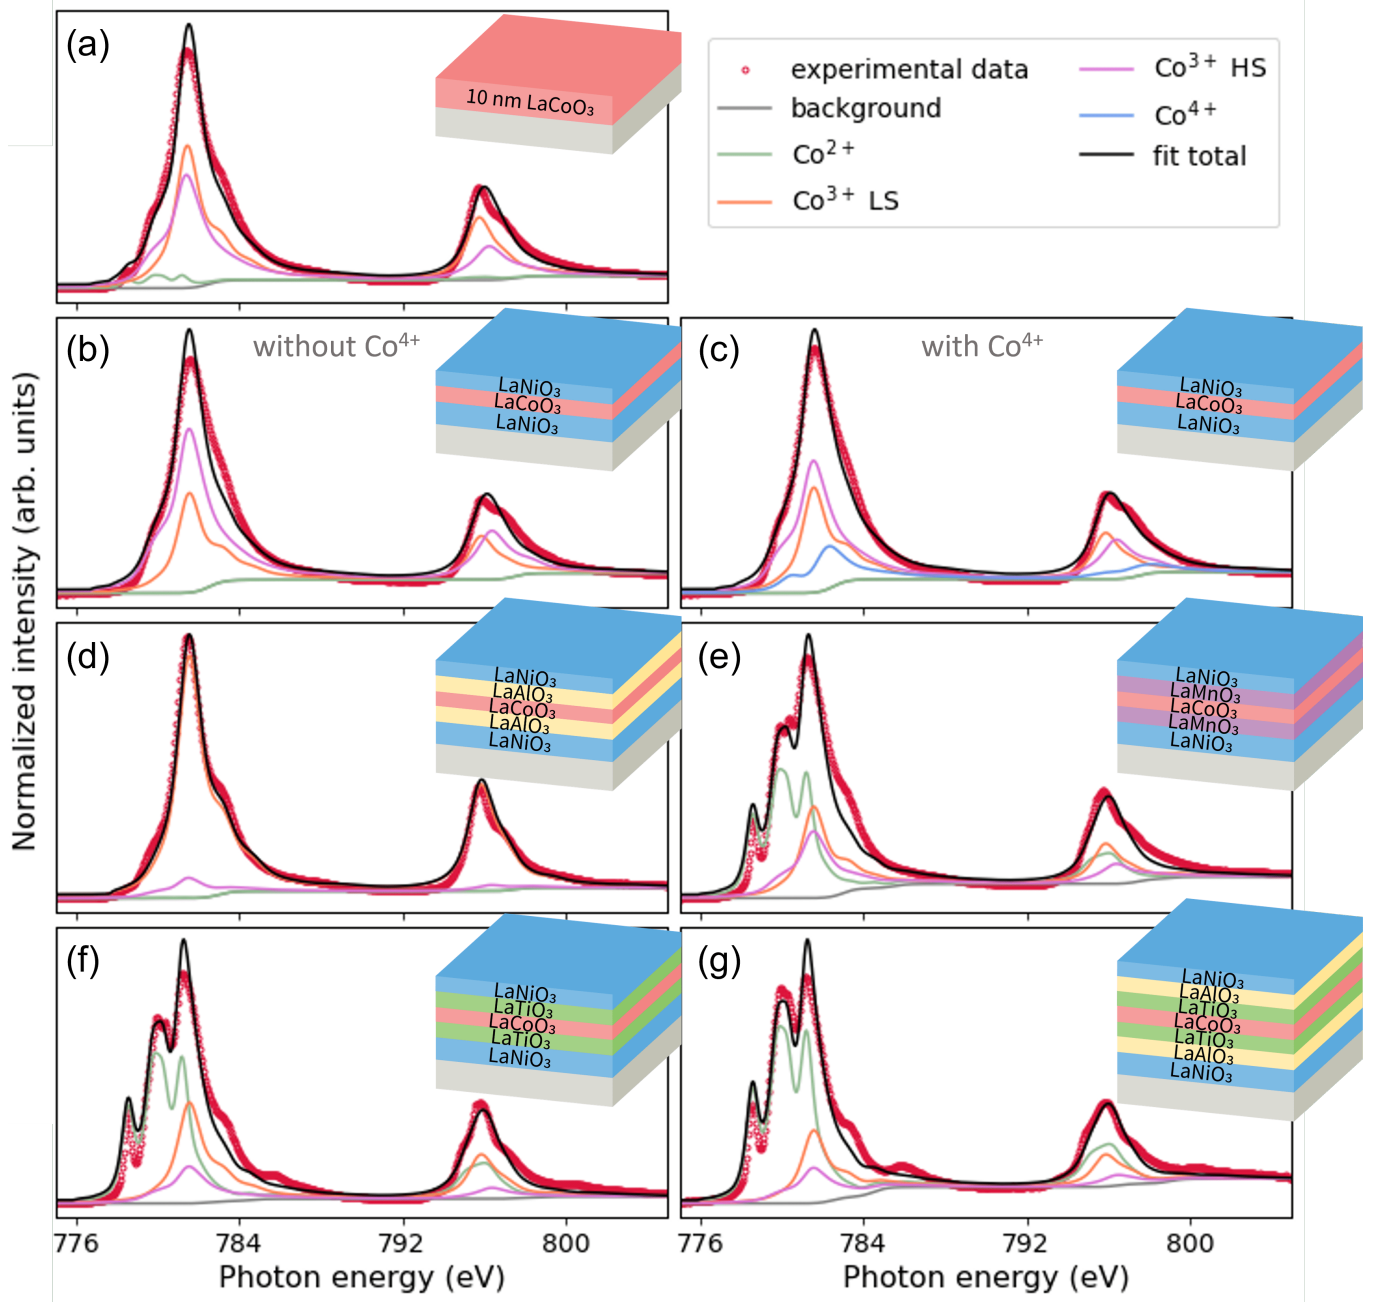 (a)
10 nm LaCoO₃
experimental data
background
Co²⁺
Co³⁺ LS
Co³⁺ HS
Co⁴⁺
fit total
Normalized intensity (arb. units)
(b)
without Co⁴⁺
LaNiO₃
LaCoO₃
LaNiO₃
(c)
with Co⁴⁺
LaNiO₃
LaCoO₃
LaNiO₃
(d)
LaNiO₃
LaAlO₃
LaCoO₃
LaAlO₃
LaNiO₃
(e)
LaNiO₃
LaMnO₃
LaCoO₃
LaMnO₃
LaNiO₃
(f)
LaNiO₃
LaTiO₃
LaCoO₃
LaTiO₃
LaNiO₃
(g)
LaNiO₃
LaAlO₃
LaTiO₃
LaCoO₃
LaTiO₃
LaAlO₃
LaNiO₃
776 784 792 800
776 784 792 800
Photon energy (eV)
Photon energy (eV)